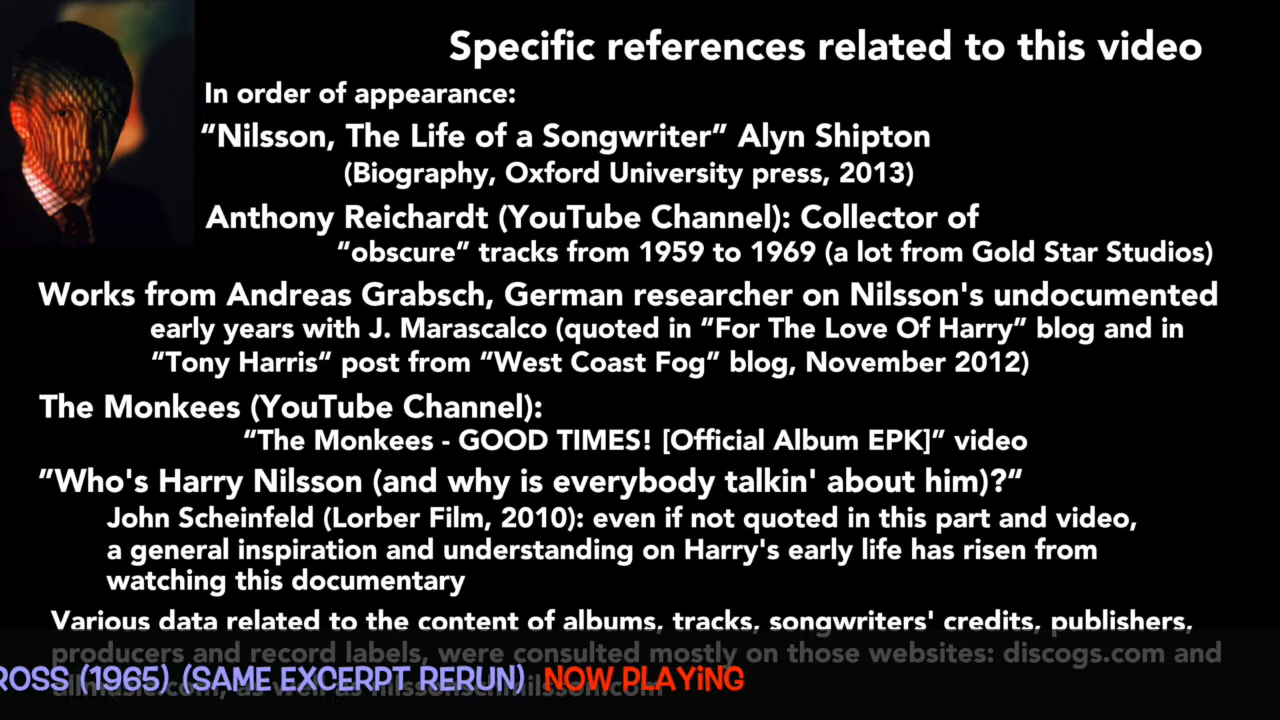 Specific references related to this video
In order of appearance:
“Nilsson, The Life of a Songwriter” Alyn Shipton
(Biography, Oxford University press, 2013)
Anthony Reichardt (YouTube Channel): Collector of
“obscure” tracks from 1959 to 1969 (a lot from Gold Star Studios)
Works from Andreas Grabsch, German researcher on Nilsson's undocumented
early years with J. Marascalco (quoted in “For The Love Of Harry” blog and in
“Tony Harris“ post from “West Coast Fog” blog, November 2012)
The Monkees (YouTube Channel):
“The Monkees - GOOD TIMES! [Official Album EPK]” video
”Who's Harry Nilsson (and why is everybody talkin' about him)?“
John Scheinfeld (Lorber Film, 2010): even if not quoted in this part and video,
a general inspiration and understanding on Harry's early life has risen from
watching this documentary
Various data related to the content of albums, tracks, songwriters' credits, publishers,
producers and record labels, were consulted mostly on those websites: discogs.com and
allmusic.com, as well as
ROSS (1965) (SAME EXCERPT RERUN) NOW PLAYiNG